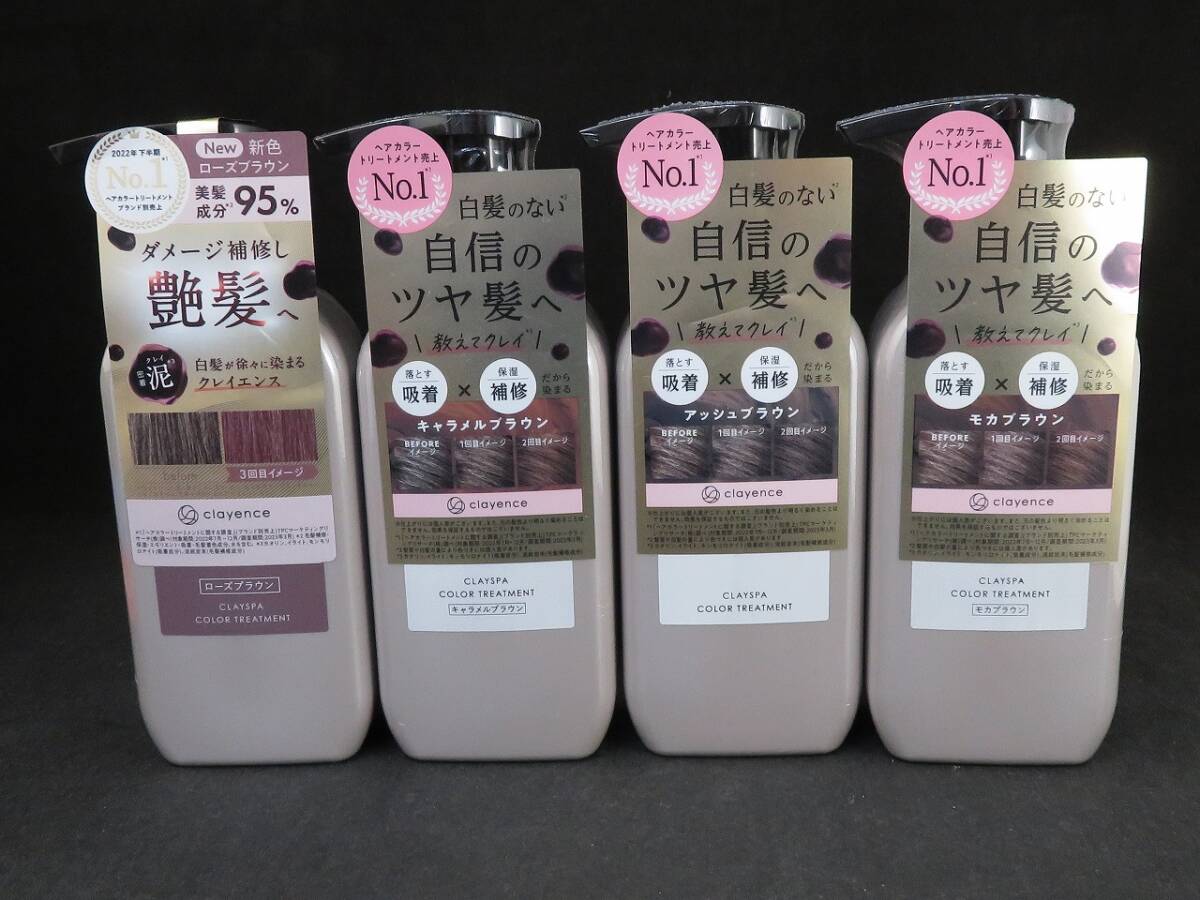 2022年下半期
No.1
ヘアカラートリートメント
ブランド別売上
New 新色
ローズブラウン
美髪
成分 95%
ダメージ補修し
艶髪へ
クレイ
泥
密着
白髪が徐々に染まる
クレイエンス
before
3回目イメージ
clayence
ローズブラウン
CLAYSPA
COLOR TREATMENT
ヘアカラー
トリートメント売上
No.1
白髪のない
自信の
ツヤ髪へ
\ 教えてクレイ /
落とす
吸着
×
保湿
補修
だから
染まる
キャラメルブラウン
BEFORE
イメージ
1回目イメージ
2回目イメージ
clayence
CLAYSPA
COLOR TREATMENT
キャラメルブラウン
ヘアカラー
トリートメント売上
No.1
白髪のない
自信の
ツヤ髪へ
\ 教えてクレイ /
落とす
吸着
×
保湿
補修
だから
染まる
アッシュブラウン
BEFORE
イメージ
1回目イメージ
2回目イメージ
clayence
CLAYSPA
COLOR TREATMENT
ヘアカラー
トリートメント売上
No.1
白髪のない
自信の
ツヤ髪へ
\ 教えてクレイ /
落とす
吸着
×
保湿
補修
だから
染まる
モカブラウン
BEFORE
イメージ
1回目イメージ
2回目イメージ
clayence
CLAYSPA
COLOR TREATMENT
モカブラウン